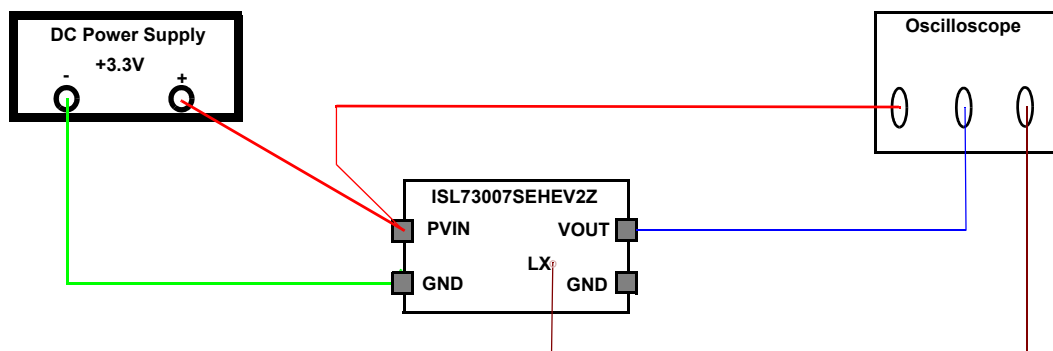 DC Power Supply
+3.3V
- +
Oscilloscope
ISL73007SEHEV2Z
PVIN VOUT
LX
GND GND